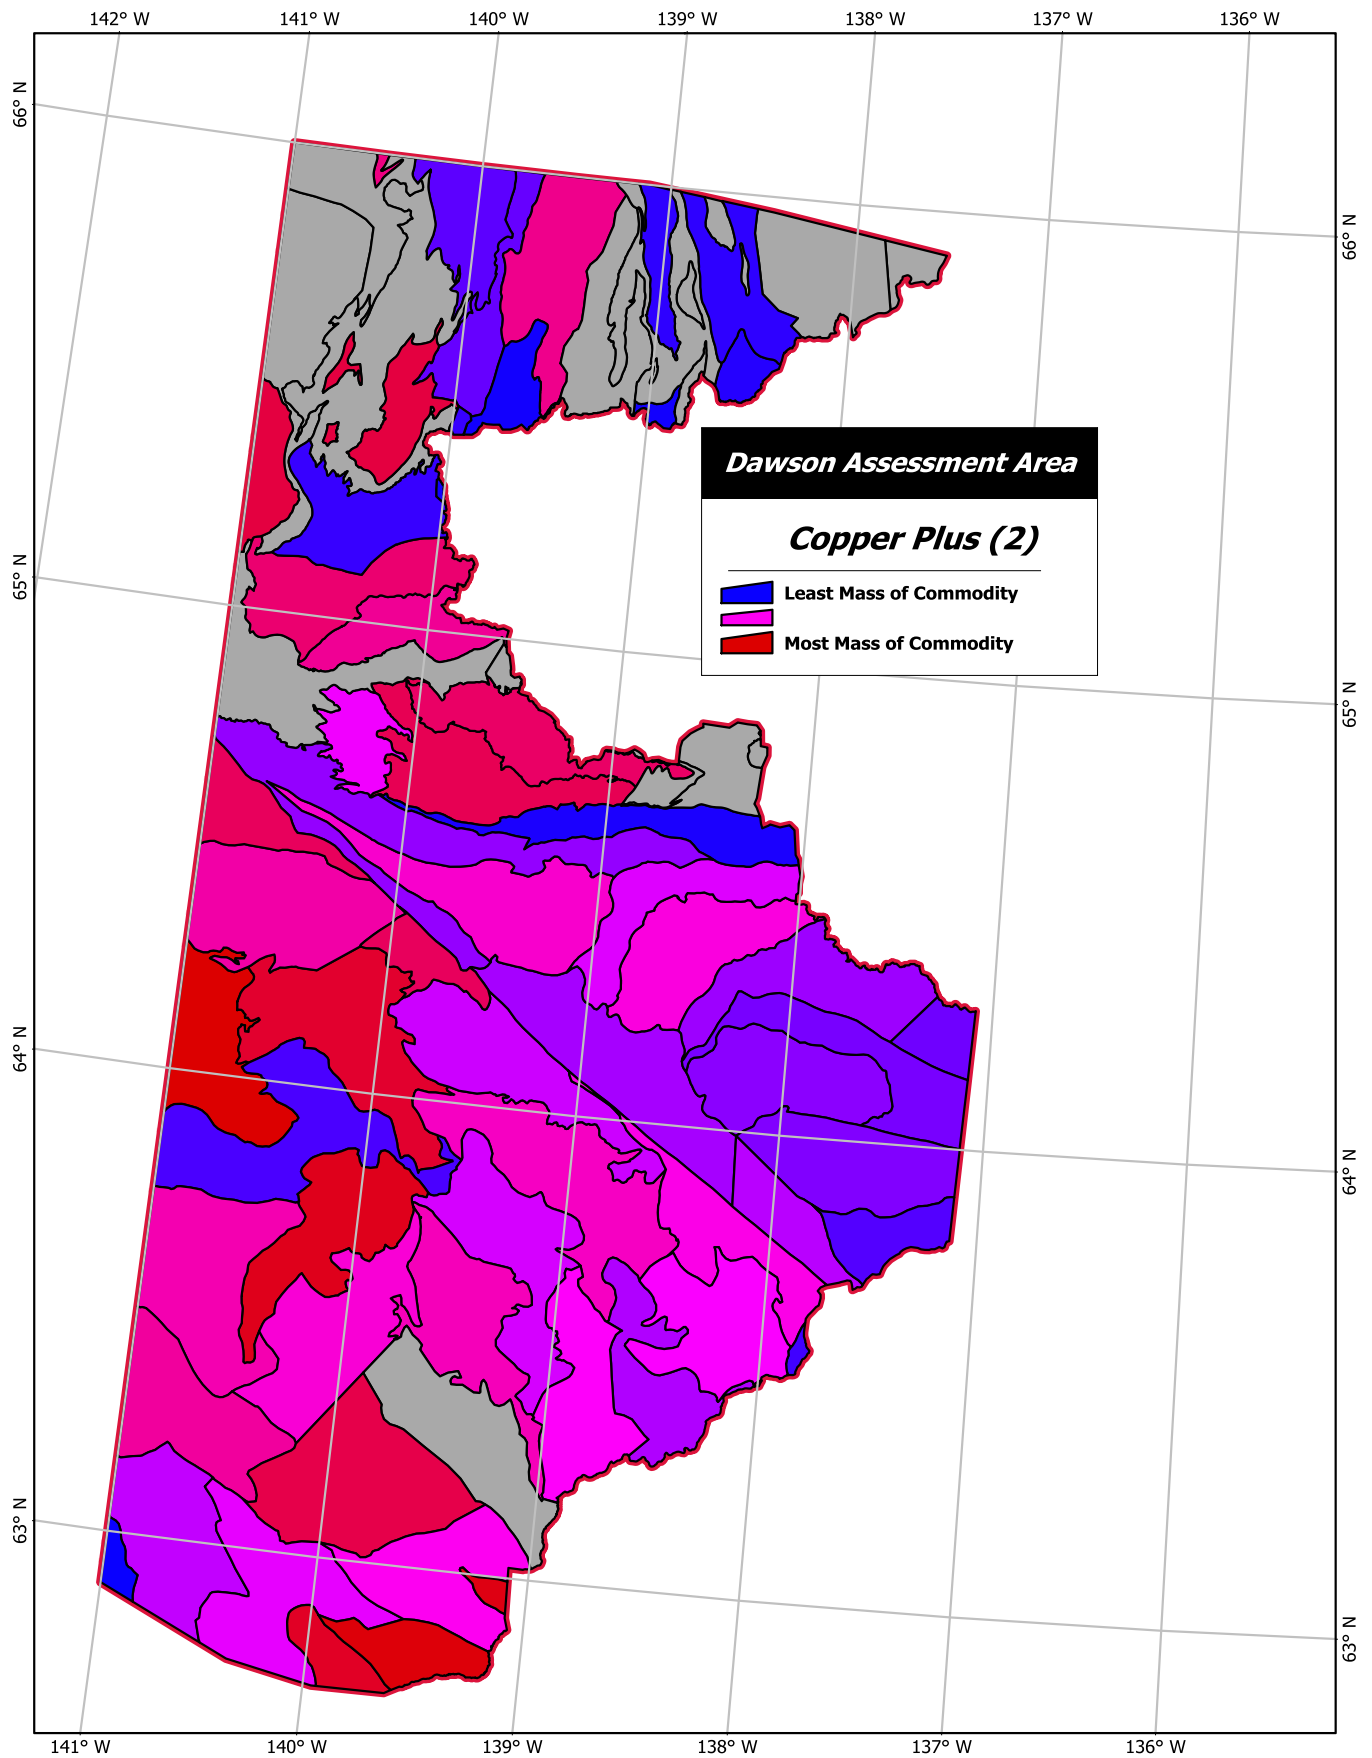 142° W 141° W 140° W 139° W 138° W 137° W 136° W
66° N
66° N
Dawson Assessment Area
Copper Plus (2)
Least Mass of Commodity
Most Mass of Commodity
65° N
65° N
64° N
64° N
63° N
63° N
141° W 140° W 139° W 138° W 137° W 136° W